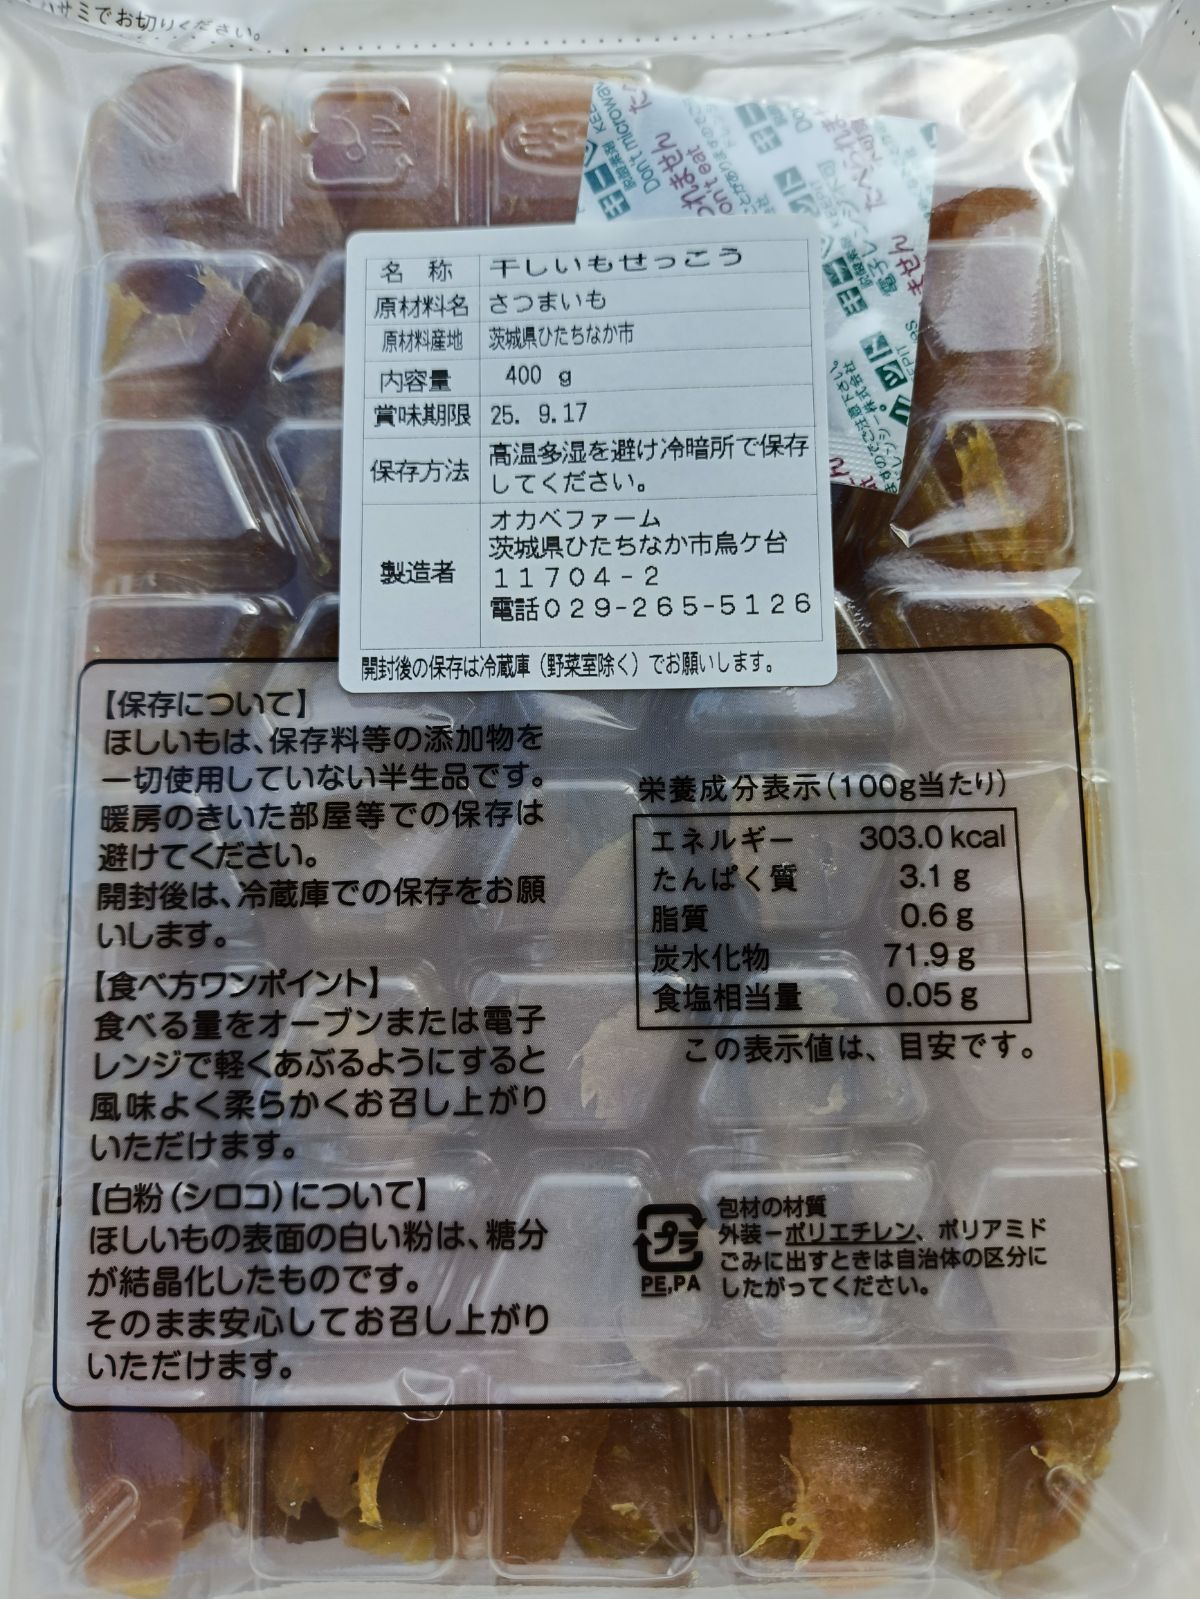 ハサミでお切りください。
名 称 干しいもせっこう
原材料名 さつまいも
原材料産地 茨城県ひたちなか市
内容量 400 g
賞味期限 25. 9.17
保存方法 高温多湿を避け冷暗所で保存
してください。
製造者 オカベファーム
茨城県ひたちなか市烏ケ台
11704-2
電話029-265-5126
開封後の保存は冷蔵庫（野菜室除く）でお願いします。
【保存について】
ほしいもは、保存料等の添加物を
一切使用していない半生品です。
暖房のきいた部屋等での保存は
避けてください。
開封後は、冷蔵庫での保存をお願
いします。
【食べ方ワンポイント】
食べる量をオーブンまたは電子
レンジで軽くあぶるようにすると
風味よく柔らかくお召し上がり
いただけます。
【白粉（シロコ）について】
ほしいもの表面の白い粉は、糖分
が結晶化したものです。
そのまま安心してお召し上がり
いただけます。
栄養成分表示（100g当たり）
エネルギー 303.0 kcal
たんぱく質 3.1 g
脂質 0.6 g
炭水化物 71.9 g
食塩相当量 0.05 g
この表示値は、目安です。
プラ
PE,PA
包材の材質
外装－ポリエチレン、ポリアミド
ごみに出すときは自治体の区分に
したがってください。
Don't microwave